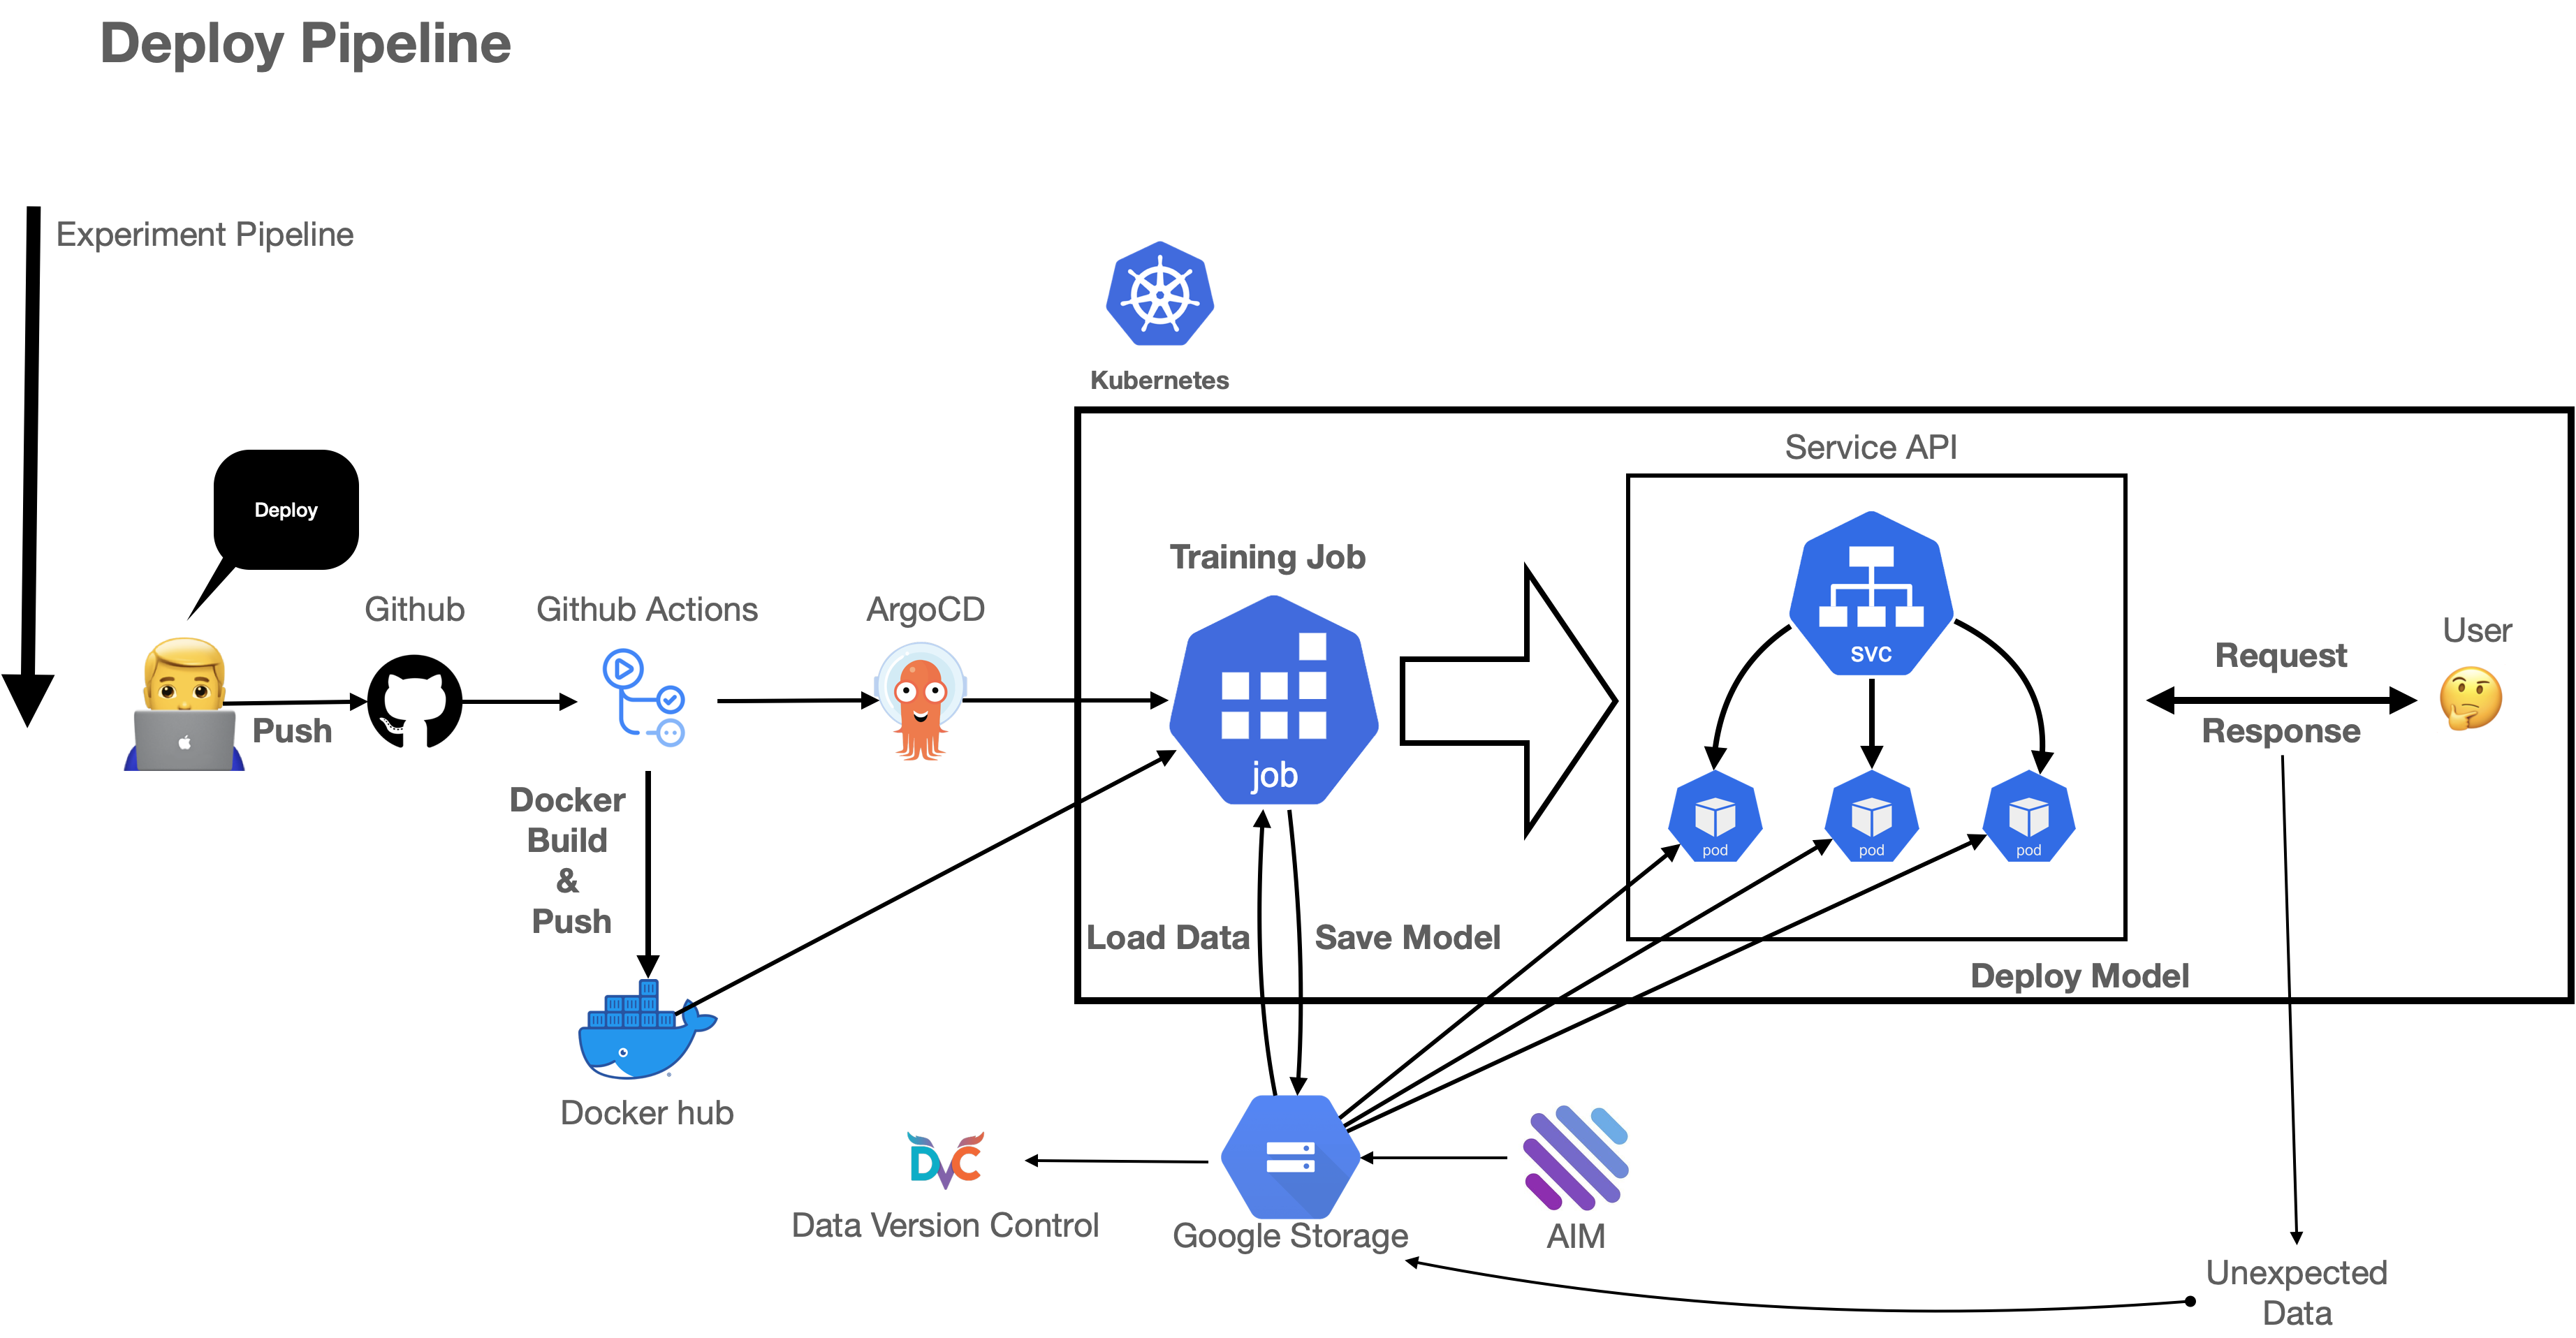 Deploy Pipeline
Experiment Pipeline
Kubernetes
Service API
Deploy
Training Job
Github
Github Actions
ArgoCD
svc
User
Request
Response
Push
job
pod
pod
pod
Docker
Build
&
Push
Load Data
Save Model
Deploy Model
Docker hub
DVC
Data Version Control
Google Storage
AIM
Unexpected
Data